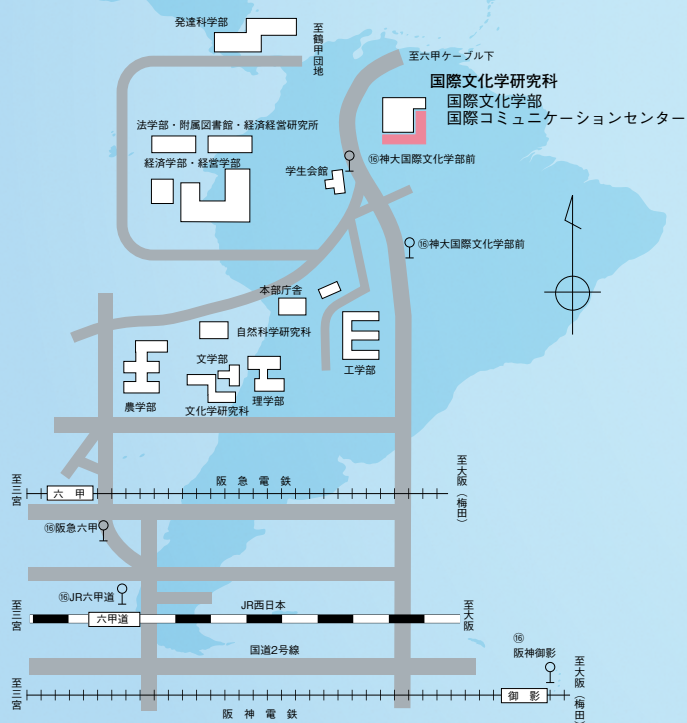 発達科学部
至鶴甲団地
至六甲ケーブル下
国際文化学研究科
国際文化学部
国際コミュニケーションセンター
法学部・附属図書館・経済経営研究所
経済学部・経営学部
学生会館
⑯神大国際文化学部前
⑯神大国際文化学部前
本部庁舎
自然科学研究科
文学部
工学部
農学部
文化学研究科
理学部
至三宮
六甲
阪急電鉄
至大阪（梅田）
⑯阪急六甲
⑯JR六甲道
至三宮
六甲道
JR西日本
至大阪
国道2号線
⑯
阪神御影
至三宮
阪神電鉄
御影
至大阪（梅田）